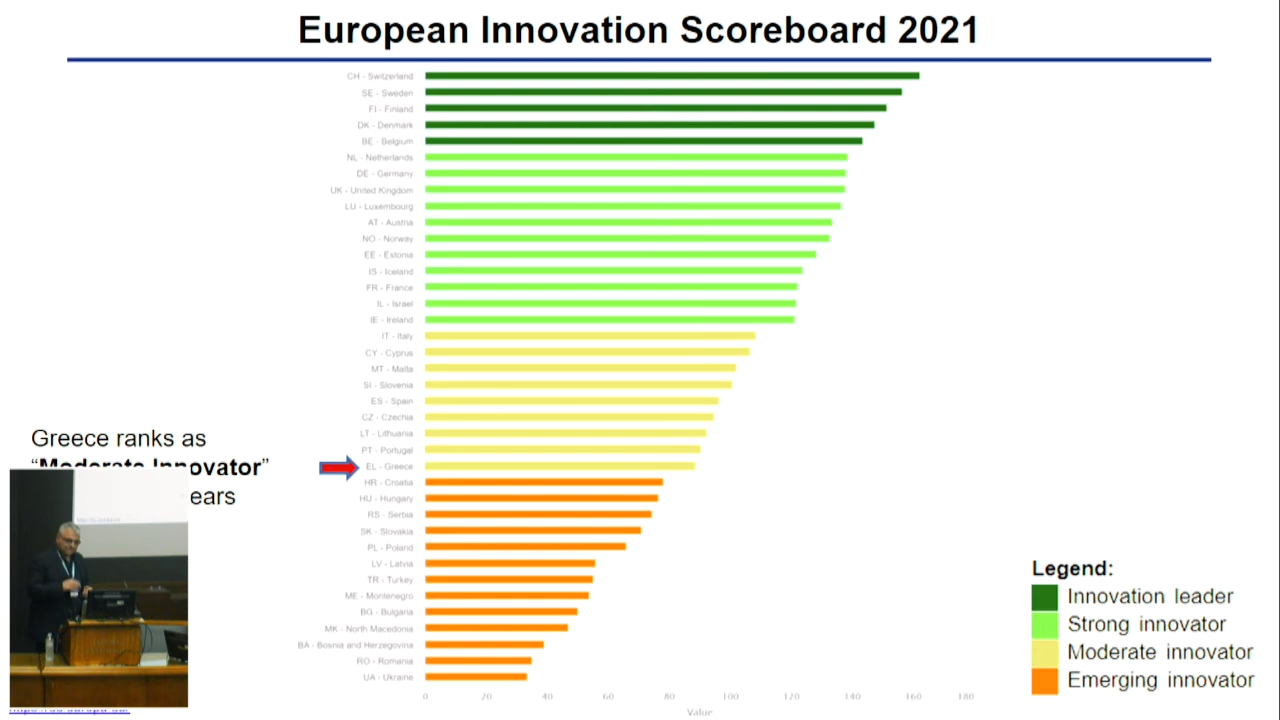 European Innovation Scoreboard 2021
CH - Switzerland
SE - Sweden
FI - Finland
DK - Denmark
BE - Belgium
NL - Netherlands
DE - Germany
UK - United Kingdom
LU - Luxembourg
AT - Austria
NO - Norway
EE - Estonia
IS - Iceland
FR - France
IL - Israel
IE - Ireland
IT - Italy
CY - Cyprus
MT - Malta
SI - Slovenia
ES - Spain
CZ - Czechia
LT - Lithuania
PT - Portugal
EL - Greece
HR - Croatia
HU - Hungary
RS - Serbia
SK - Slovakia
PL - Poland
LV - Latvia
TR - Turkey
ME - Montenegro
BG - Bulgaria
MK - North Macedonia
BA - Bosnia and Herzegovina
RO - Romania
UA - Ukraine
0 20 40 60 80 100 120 140 160 180
Value
Greece ranks as
“Moderate Innovator”
ears
Legend:
Innovation leader
Strong innovator
Moderate innovator
Emerging innovator